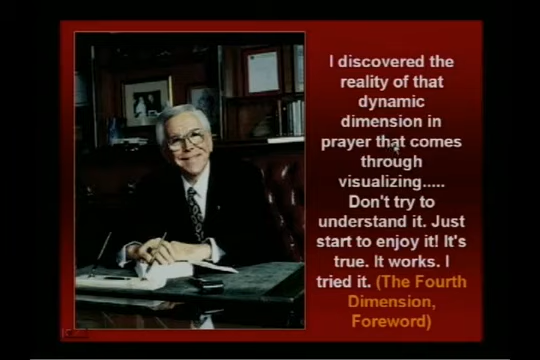 I discovered the
reality of that
dynamic
dimension in
prayer that comes
through
visualizing.....
Don't try to
understand it. Just
start to enjoy it! It's
true. It works. I
tried it. (The Fourth
Dimension,
Foreword)